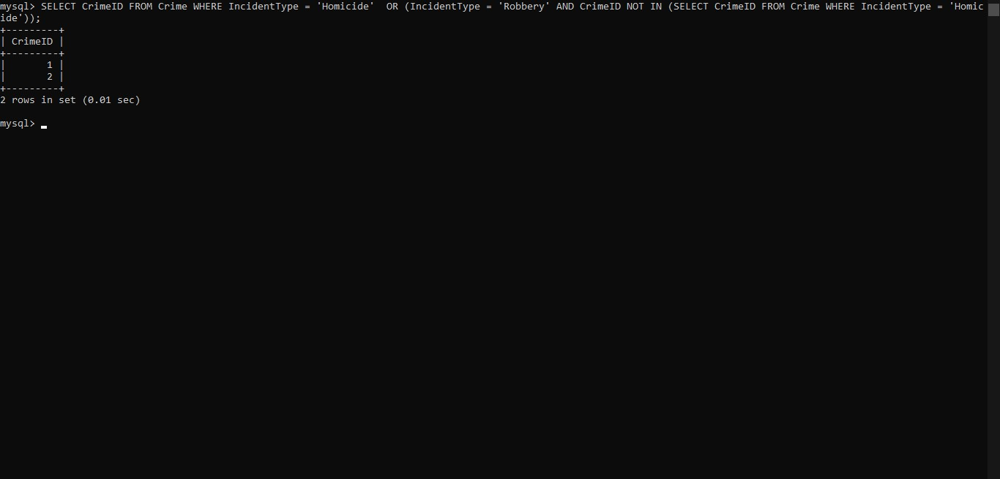 mysql> SELECT CrimeID FROM Crime WHERE IncidentType = 'Homicide'  OR (IncidentType = 'Robbery' AND CrimeID NOT IN (SELECT CrimeID FROM Crime WHERE IncidentType = 'Homic
ide'));
+---------+
| CrimeID |
+---------+
|       1 |
|       2 |
+---------+
2 rows in set (0.01 sec)

mysql>